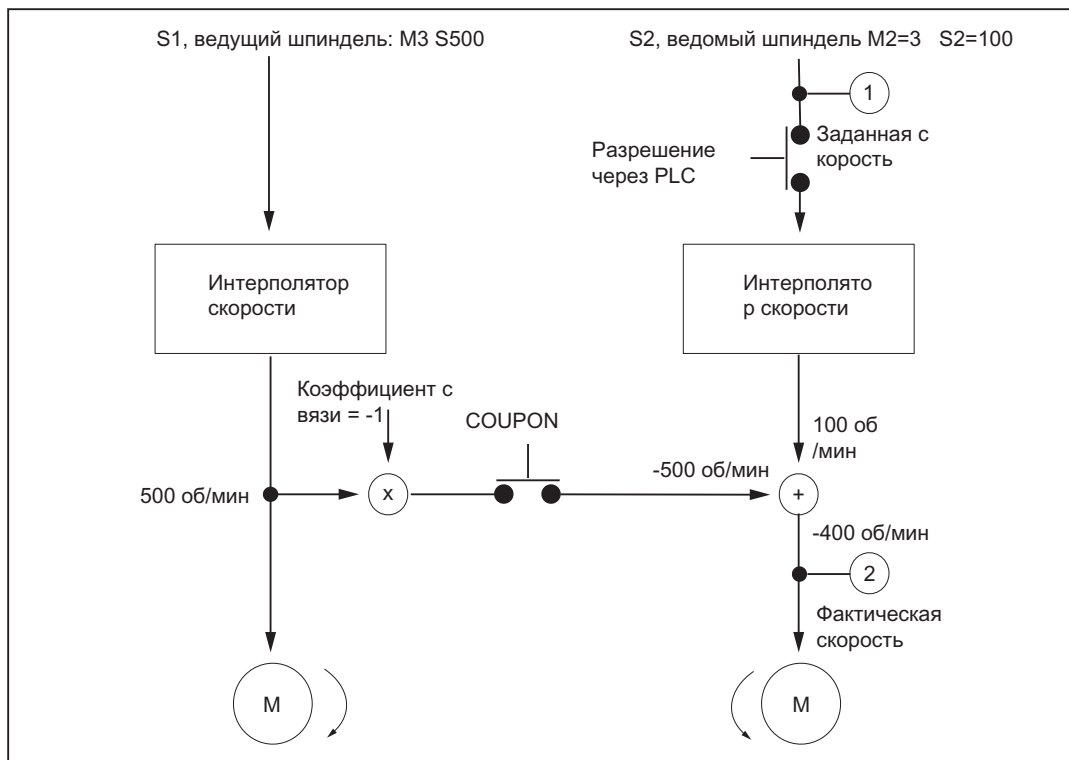 S1, ведущий шпиндель: M3 S500
S2, ведомый шпиндель M2=3 S2=100
1
Разрешение
через PLC
Заданная с
корость
Интерполятор
скорости
Интерполято
р скорости
Коэффициент с
вязи = -1
COUPON
100 об
/мин
500 об/мин
x
-500 об/мин
+
-400 об/мин
2
Фактическая
скорость
M
M